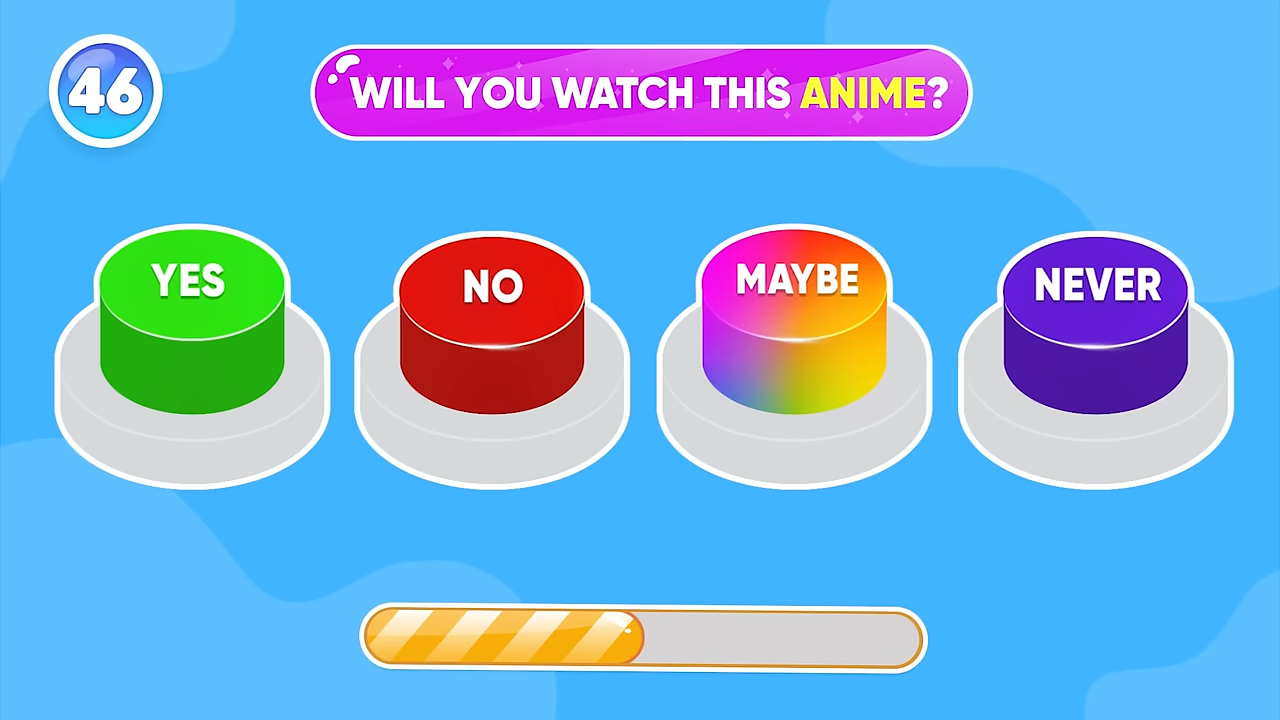 46
WILL YOU WATCH THIS ANIME?
YES
NO
MAYBE
NEVER